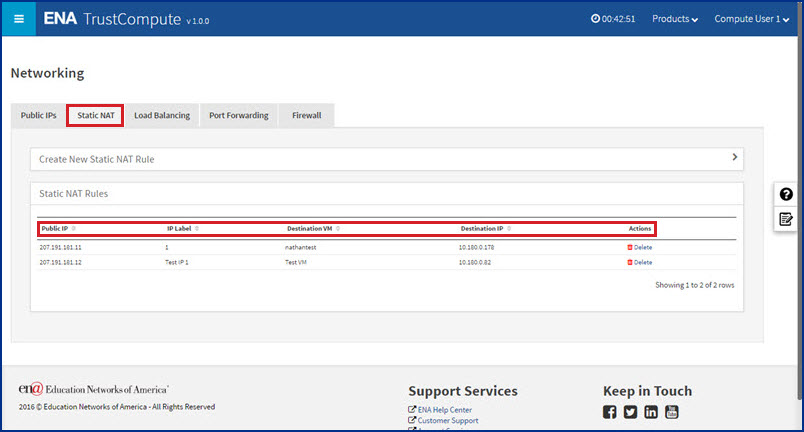 ENA TrustCompute v 1.0.0 00:42:51 Products Compute User 1
Networking
Public IPs Static NAT Load Balancing Port Forwarding Firewall
Create New Static NAT Rule
Static NAT Rules
Public IP IP Label Destination VM Destination IP Actions
207.191.181.11 1 nathantest 10.180.0.178 Delete
207.191.181.12 Test IP 1 Test VM 10.180.0.82 Delete
Showing 1 to 2 of 2 rows
en@ Education Networks of America®
2016 © Education Networks of America - All Rights Reserved
Support Services
ENA Help Center
Customer Support
Keep in Touch